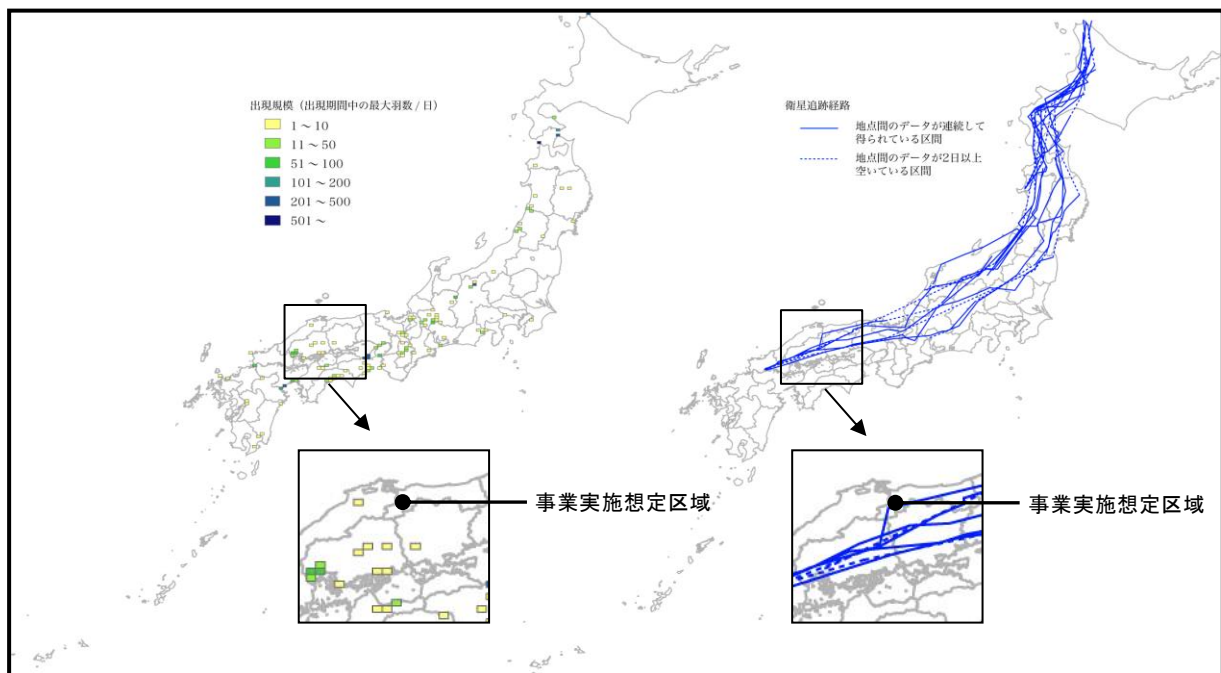 出現規模（出現期間中の最大羽数 / 日）
1～10
11～50
51～100
101～200
201～500
501～
事業実施想定区域
衛星追跡経路
地点間のデータが連続して
得られている区間
地点間のデータが2日以上
空いている区間
事業実施想定区域